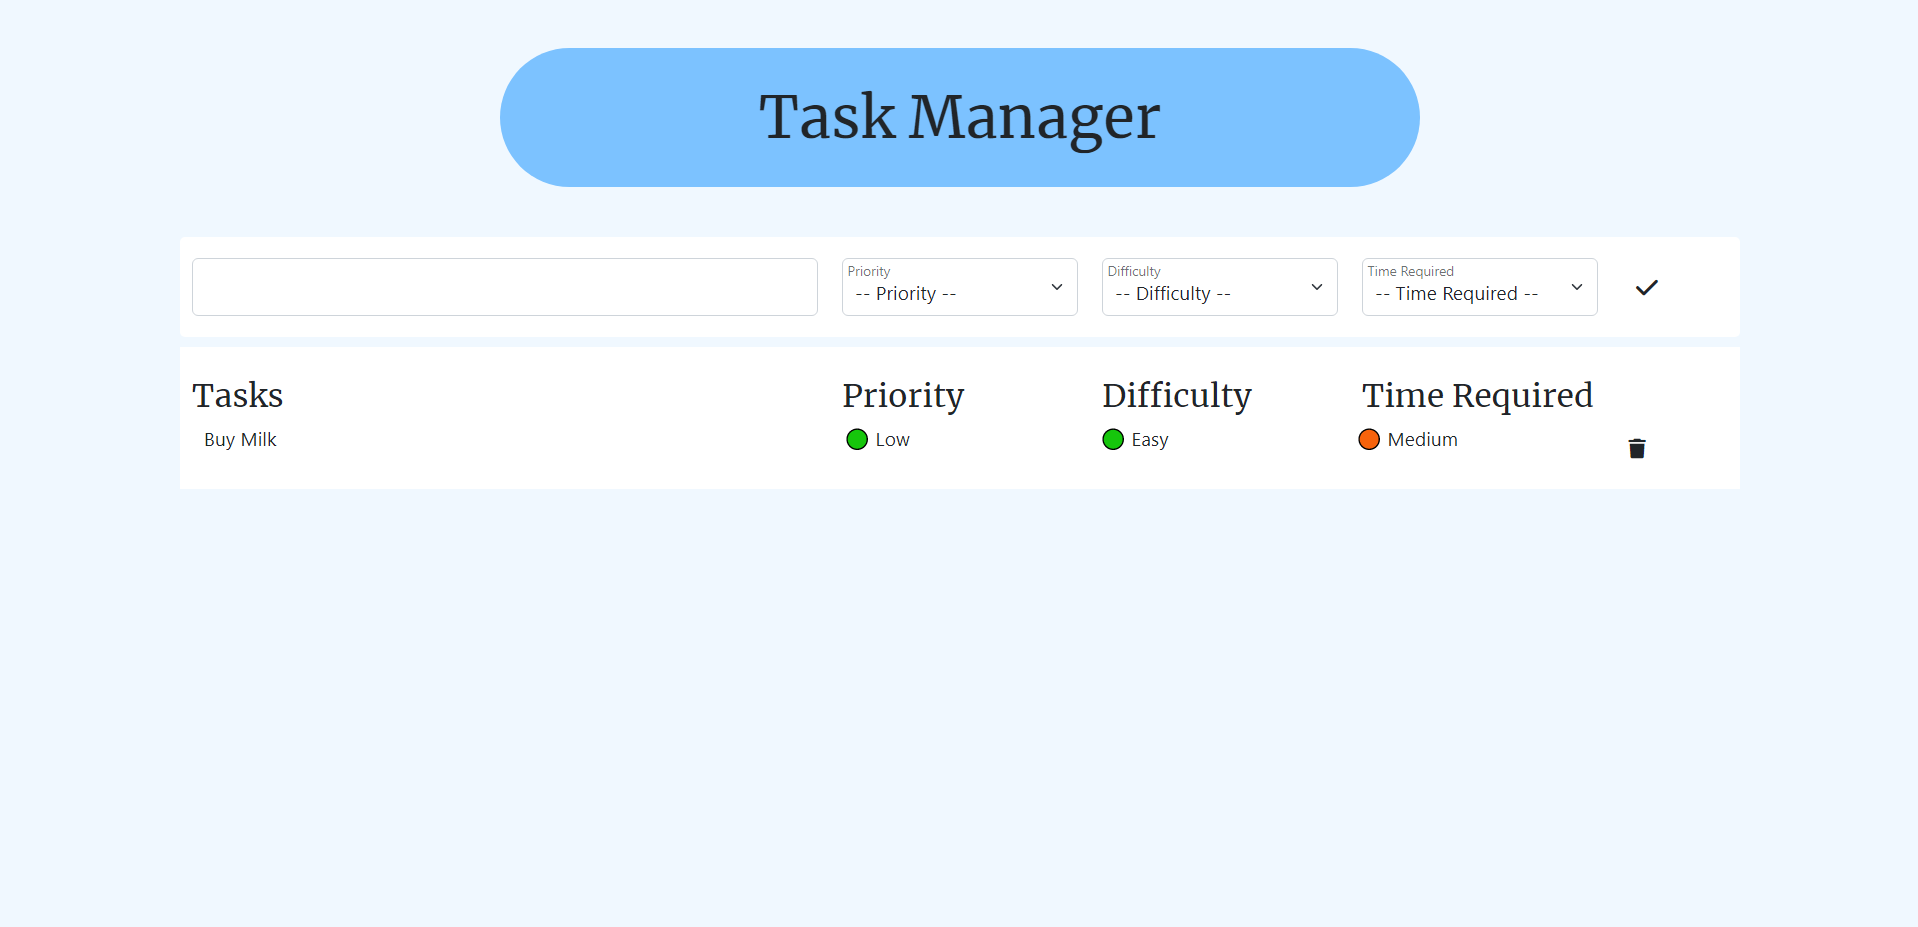 Task Manager
Priority Difficulty Time Required
-- Priority -- -- Difficulty -- -- Time Required --
Tasks Priority Difficulty Time Required
Buy Milk Low Easy Medium